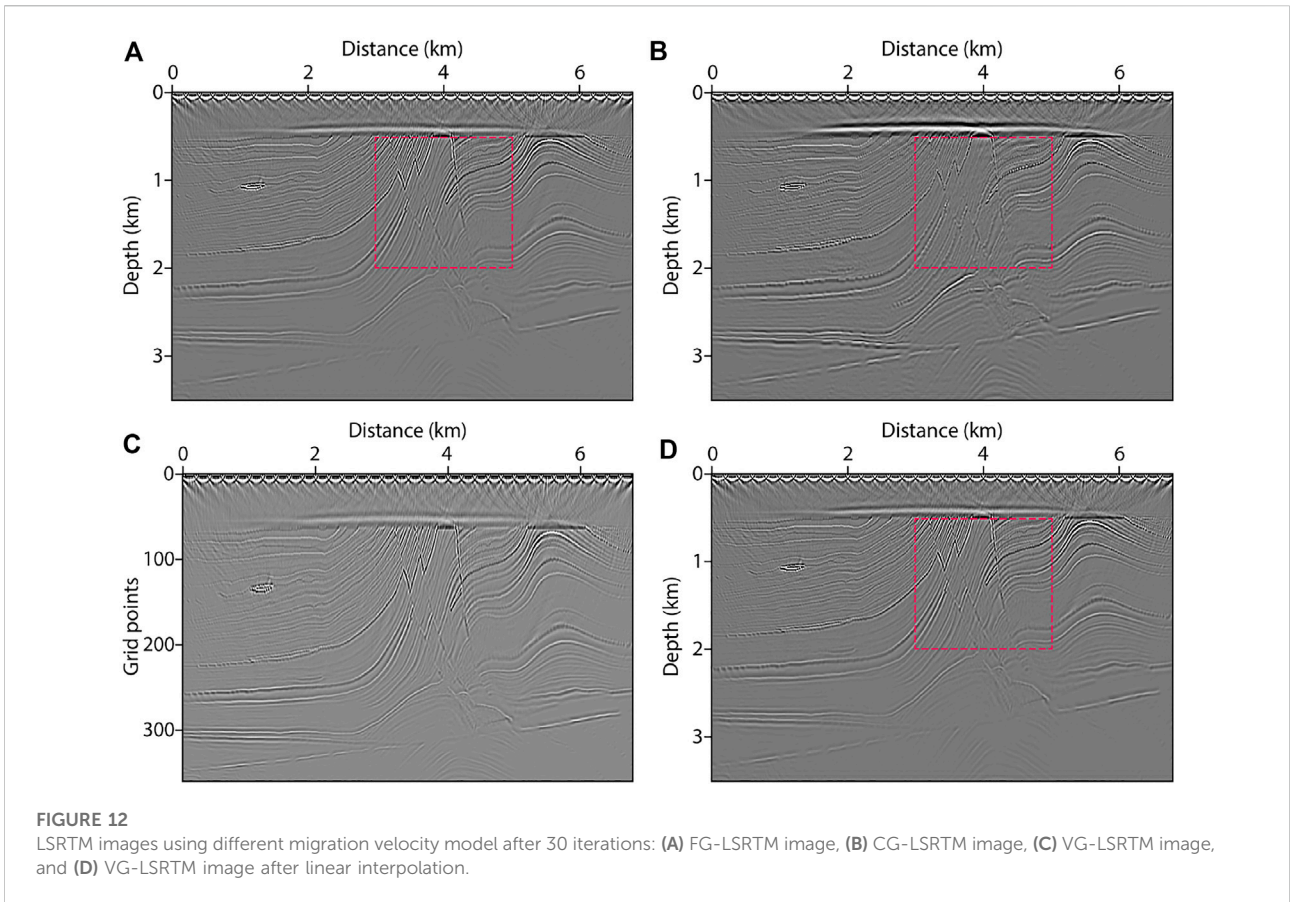 A
Distance (km)
0 2 4 6
Depth (km)
0
1
2
3
B
Distance (km)
0 2 4 6
Depth (km)
0
1
2
3
C
Distance (km)
0 2 4 6
Grid points
0
100
200
300
D
Distance (km)
0 2 4 6
Depth (km)
0
1
2
3
FIGURE 12
LSRTM images using different migration velocity model after 30 iterations: (A) FG-LSRTM image, (B) CG-LSRTM image, (C) VG-LSRTM image,
and (D) VG-LSRTM image after linear interpolation.